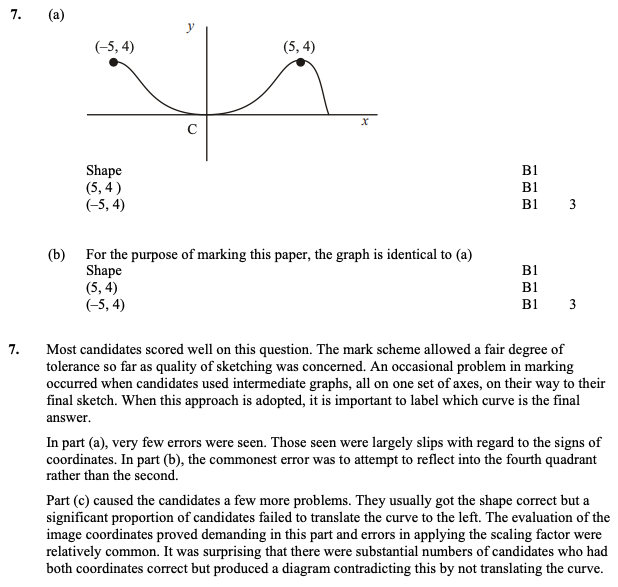 7. (a)
y
(–5, 4) (5, 4)
x
C
Shape B1
(5, 4 ) B1
(–5, 4) B1 3
(b) For the purpose of marking this paper, the graph is identical to (a)
Shape B1
(5, 4) B1
(–5, 4) B1 3
7. Most candidates scored well on this question. The mark scheme allowed a fair degree of
tolerance so far as quality of sketching was concerned. An occasional problem in marking
occurred when candidates used intermediate graphs, all on one set of axes, on their way to their
final sketch. When this approach is adopted, it is important to label which curve is the final
answer.
In part (a), very few errors were seen. Those seen were largely slips with regard to the signs of
coordinates. In part (b), the commonest error was to attempt to reflect into the fourth quadrant
rather than the second.
Part (c) caused the candidates a few more problems. They usually got the shape correct but a
significant proportion of candidates failed to translate the curve to the left. The evaluation of the
image coordinates proved demanding in this part and errors in applying the scaling factor were
relatively common. It was surprising that there were substantial numbers of candidates who had
both coordinates correct but produced a diagram contradicting this by not translating the curve.